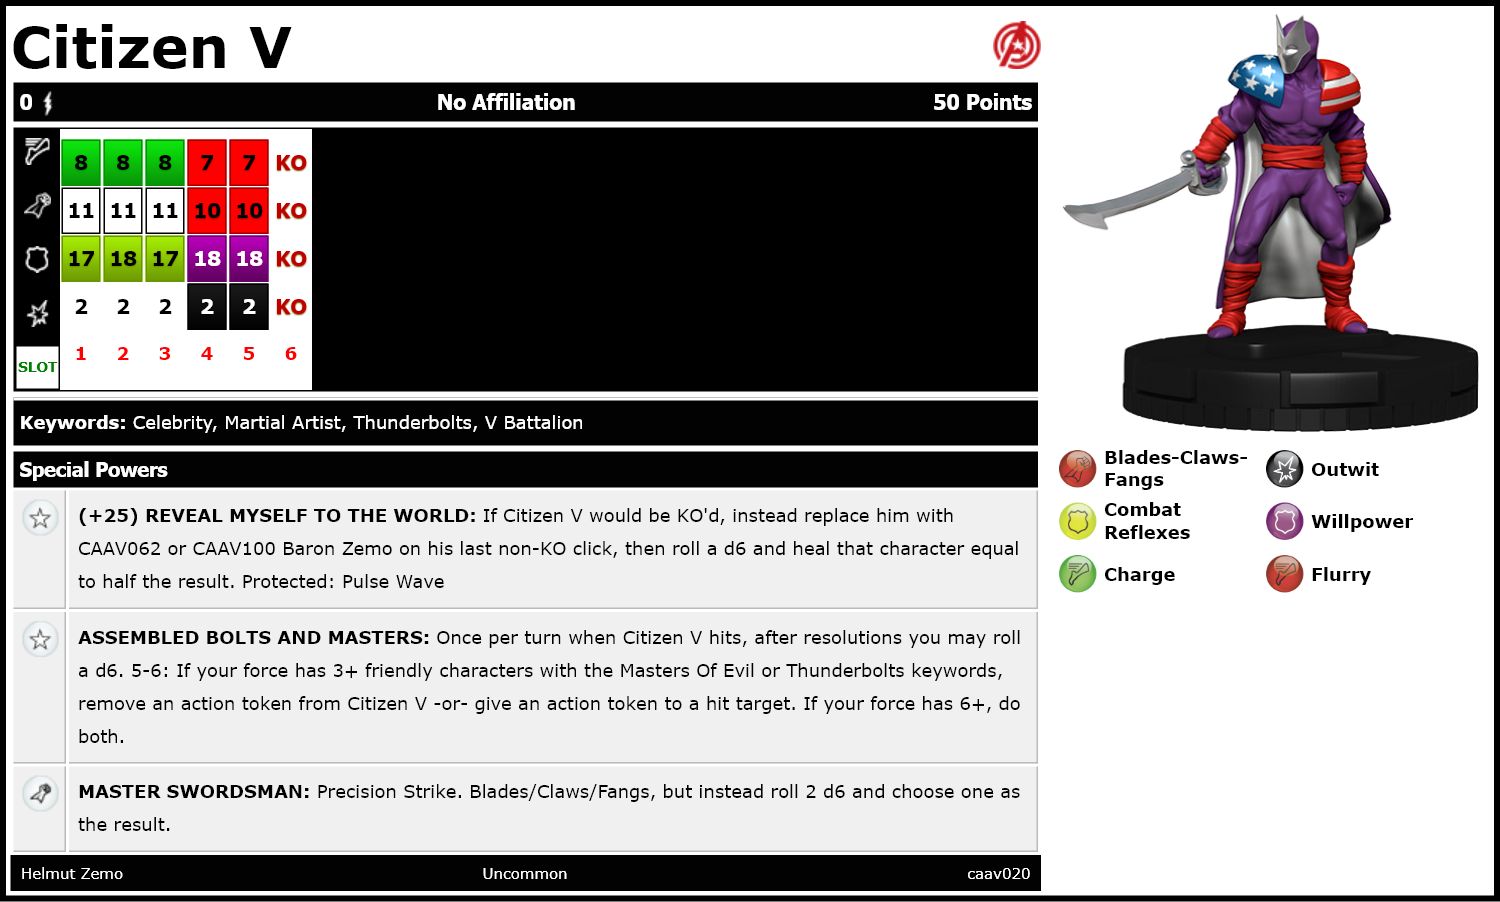 Citizen V
0 No Affiliation 50 Points
8 8 8 7 7 KO
11 11 11 10 10 KO
17 18 17 18 18 KO
2 2 2 2 2 KO
SLOT 1 2 3 4 5 6
Keywords: Celebrity, Martial Artist, Thunderbolts, V Battalion
Special Powers
(+25) REVEAL MYSELF TO THE WORLD: If Citizen V would be KO'd, instead replace him with
CAAV062 or CAAV100 Baron Zemo on his last non-KO click, then roll a d6 and heal that character equal
to half the result. Protected: Pulse Wave
ASSEMBLED BOLTS AND MASTERS: Once per turn when Citizen V hits, after resolutions you may roll
a d6. 5-6: If your force has 3+ friendly characters with the Masters Of Evil or Thunderbolts keywords,
remove an action token from Citizen V -or- give an action token to a hit target. If your force has 6+, do
both.
MASTER SWORDSMAN: Precision Strike. Blades/Claws/Fangs, but instead roll 2 d6 and choose one as
the result.
Helmut Zemo Uncommon caav020
Blades-Claws-
Fangs
Outwit
Combat
Reflexes
Willpower
Charge
Flurry